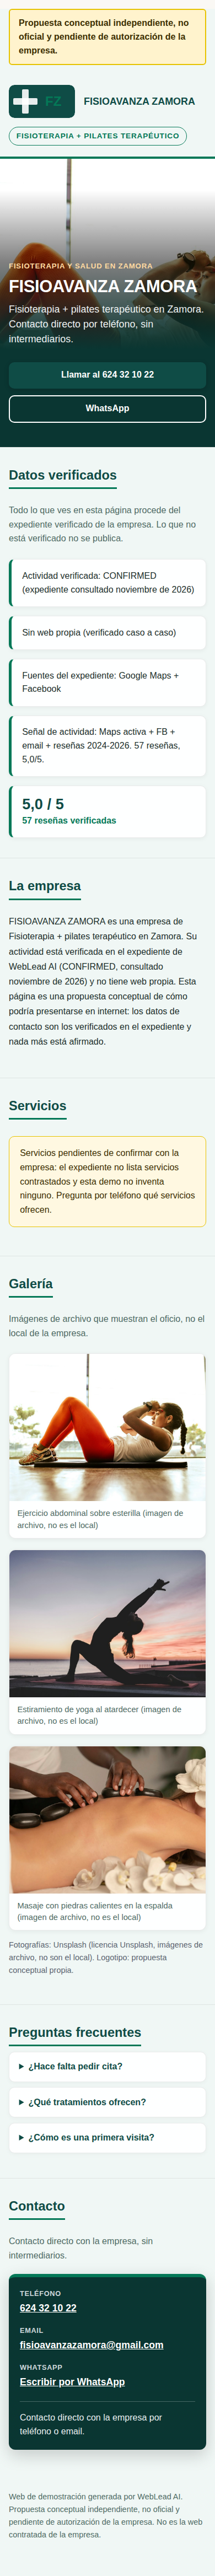 Propuesta conceptual independiente, no
oficial y pendiente de autorización de la
empresa.
FZ
FISIOAVANZA ZAMORA
FISIOTERAPIA + PILATES TERAPÉUTICO
FISIOTERAPIA Y SALUD EN ZAMORA
FISIOAVANZA ZAMORA
Fisioterapia + pilates terapéutico en Zamora.
Contacto directo por teléfono, sin
intermediarios.
Llamar al 624 32 10 22
WhatsApp
Datos verificados
Todo lo que ves en esta página procede del
expediente verificado de la empresa. Lo que no
está verificado no se publica.
Actividad verificada: CONFIRMED
(expediente consultado noviembre de 2026)
Sin web propia (verificado caso a caso)
Fuentes del expediente: Google Maps +
Facebook
Señal de actividad: Maps activa + FB +
email + reseñas 2024-2026. 57 reseñas,
5,0/5.
5,0 / 5
57 reseñas verificadas
La empresa
FISIOAVANZA ZAMORA es una empresa de
Fisioterapia + pilates terapéutico en Zamora. Su
actividad está verificada en el expediente de
WebLead AI (CONFIRMED, consultado
noviembre de 2026) y no tiene web propia. Esta
página es una propuesta conceptual de cómo
podría presentarse en internet: los datos de
contacto son los verificados en el expediente y
nada más está afirmado.
Servicios
Servicios pendientes de confirmar con la
empresa: el expediente no lista servicios
contrastados y esta demo no inventa
ninguno. Pregunta por teléfono qué servicios
ofrecen.
Galería
Imágenes de archivo que muestran el oficio, no el
local de la empresa.
Ejercicio abdominal sobre esterilla (imagen de
archivo, no es el local)
Estiramiento de yoga al atardecer (imagen de
archivo, no es el local)
Masaje con piedras calientes en la espalda
(imagen de archivo, no es el local)
Fotografías: Unsplash (licencia Unsplash, imágenes de
archivo, no son el local). Logotipo: propuesta
conceptual propia.
Preguntas frecuentes
¿Hace falta pedir cita?
¿Qué tratamientos ofrecen?
¿Cómo es una primera visita?
Contacto
Contacto directo con la empresa, sin
intermediarios.
TELÉFONO
624 32 10 22
EMAIL
fisioavanzazamora@gmail.com
WHATSAPP
Escribir por WhatsApp
Contacto directo con la empresa por
teléfono o email.
Web de demostración generada por WebLead AI.
Propuesta conceptual independiente, no oficial y
pendiente de autorización de la empresa. No es la web
contratada de la empresa.